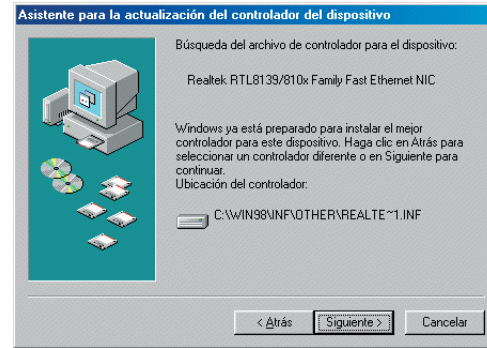 Asistente para la actualización del controlador del dispositivo
Búsqueda del archivo de controlador para el dispositivo:
Realtek RTL8139/810x Family Fast Ethernet NIC
Windows ya está preparado para instalar el mejor
controlador para este dispositivo. Haga clic en Atrás para
seleccionar un controlador diferente o en Siguiente para
continuar.
Ubicación del controlador:
C:\WIN98\INF\OTHER\REALTE~1.INF
< Atrás
Siguiente >
Cancelar